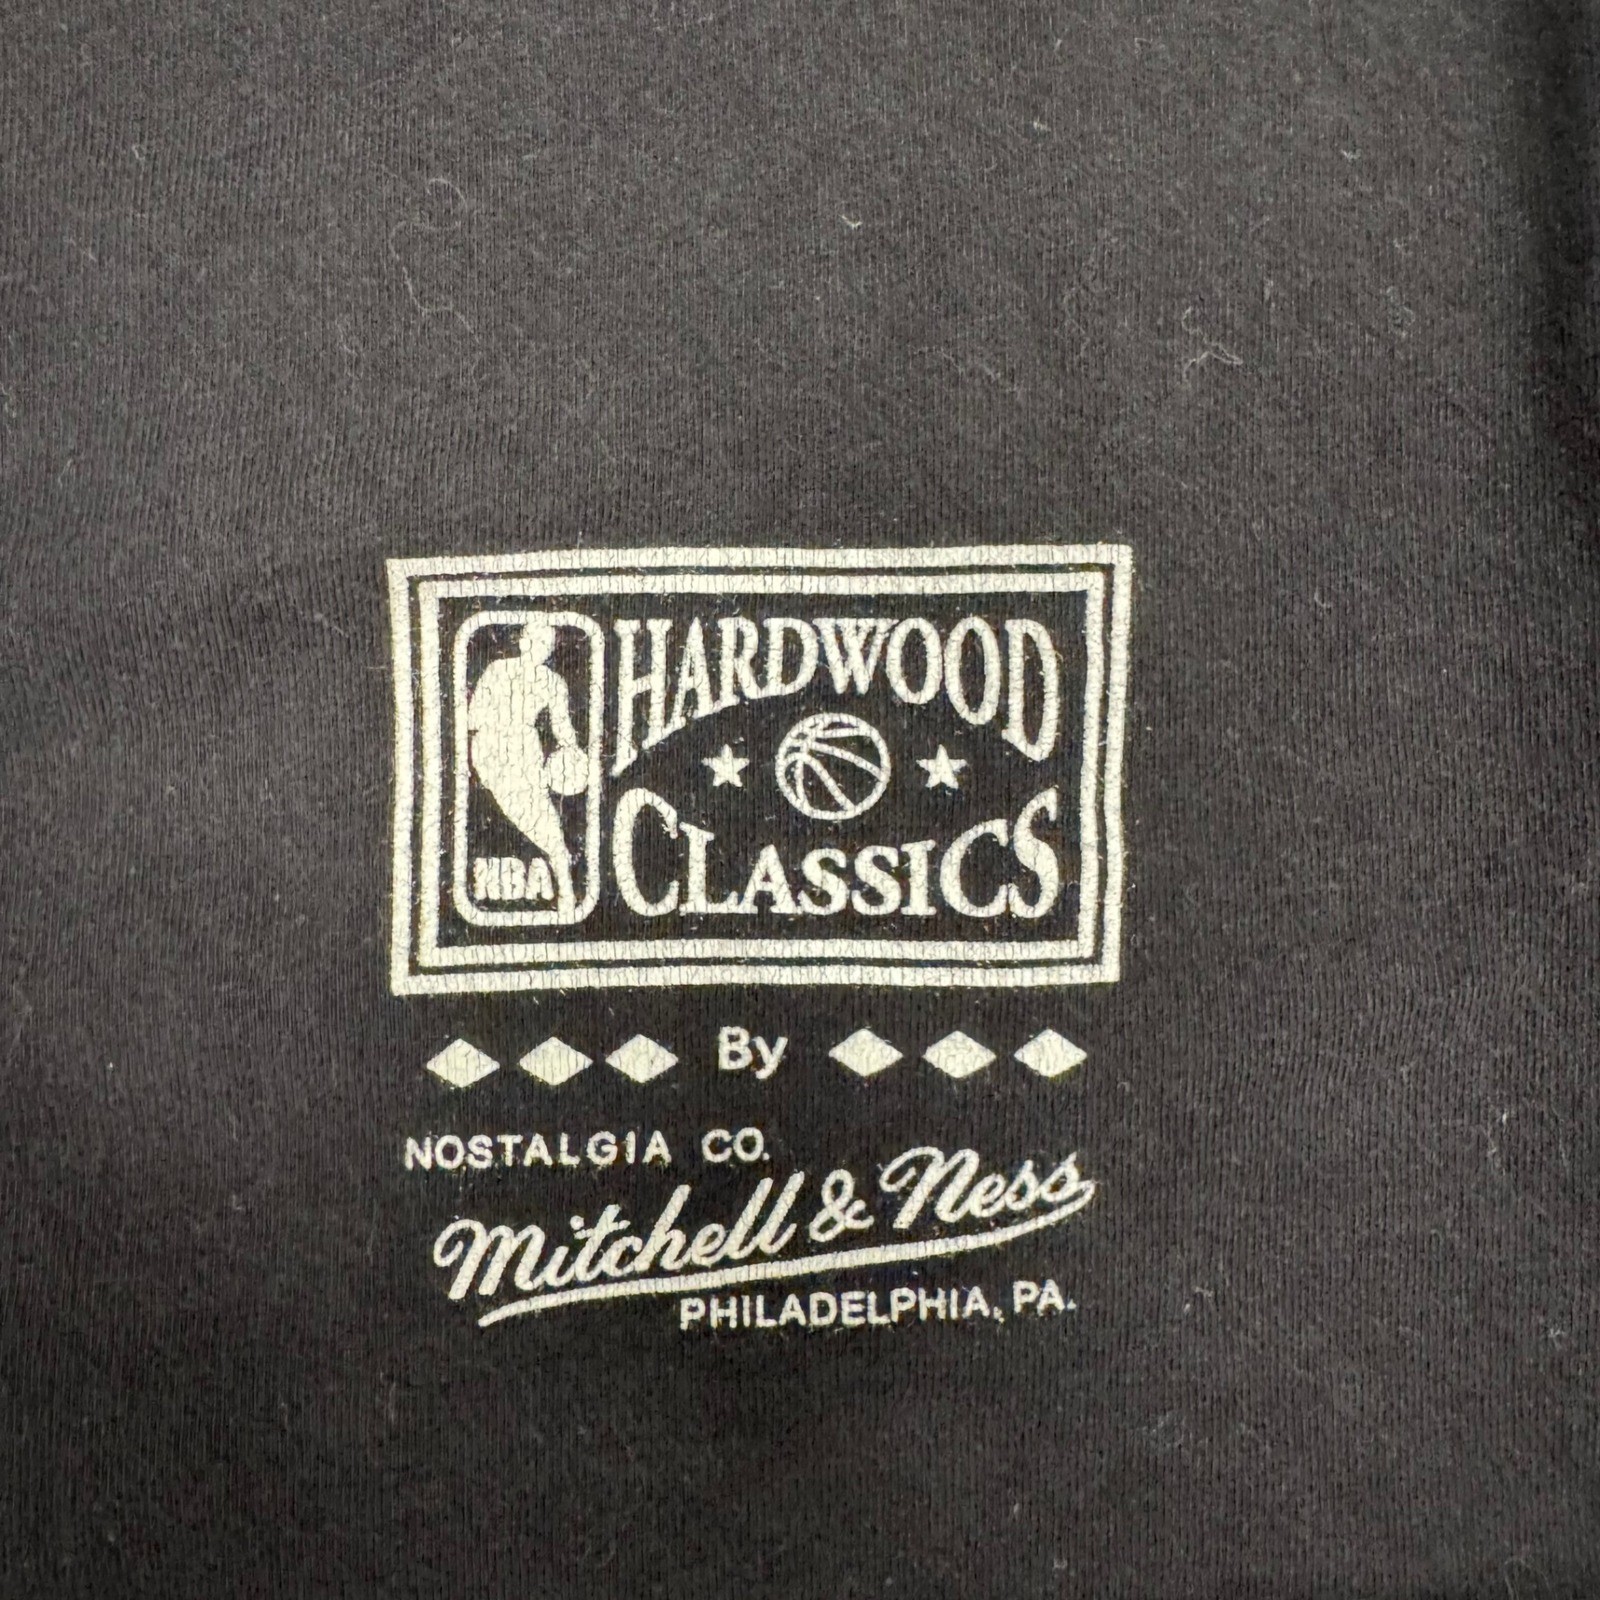 HARDWOOD
CLASSICS
NBA
By
NOSTALGIA CO.
Mitchell & Ness
PHILADELPHIA, PA.